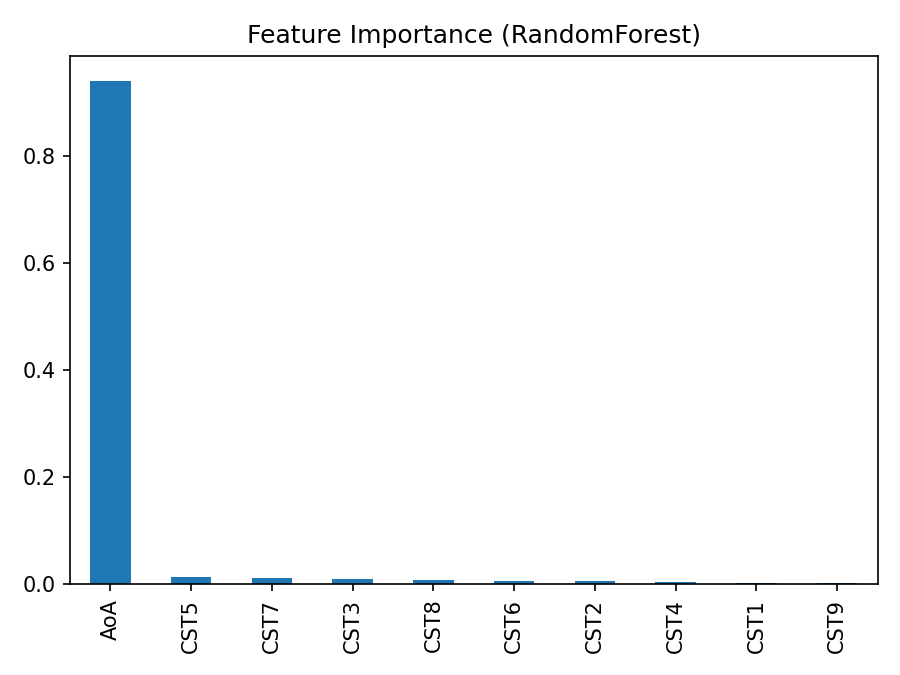 Feature Importance (RandomForest)
0.8
0.6
0.4
0.2
0.0
AoA
CST5
CST7
CST3
CST8
CST6
CST2
CST4
CST1
CST9